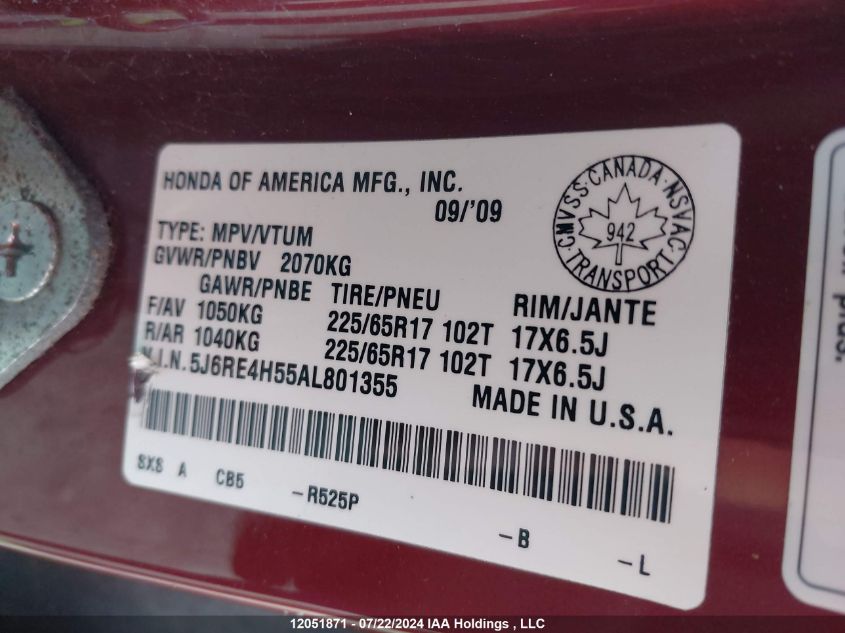 HONDA OF AMERICA MFG., INC.
09/'09
TYPE: MPV/VTUM
GVWR/PNBV 2070KG
GAWR/PNBE TIRE/PNEU RIM/JANTE
F/AV 1050KG 225/65R17 102T 17X6.5J
R/AR 1040KG 225/65R17 102T 17X6.5J
V.I.N. 5J6RE4H55AL801355
MADE IN U.S.A.
CMVSS·CANADA·NSVAC
942
TRANSPORT
8X8 A CB5 -R525P -B -L
plus.
12051871 - 07/22/2024 IAA Holdings , LLC